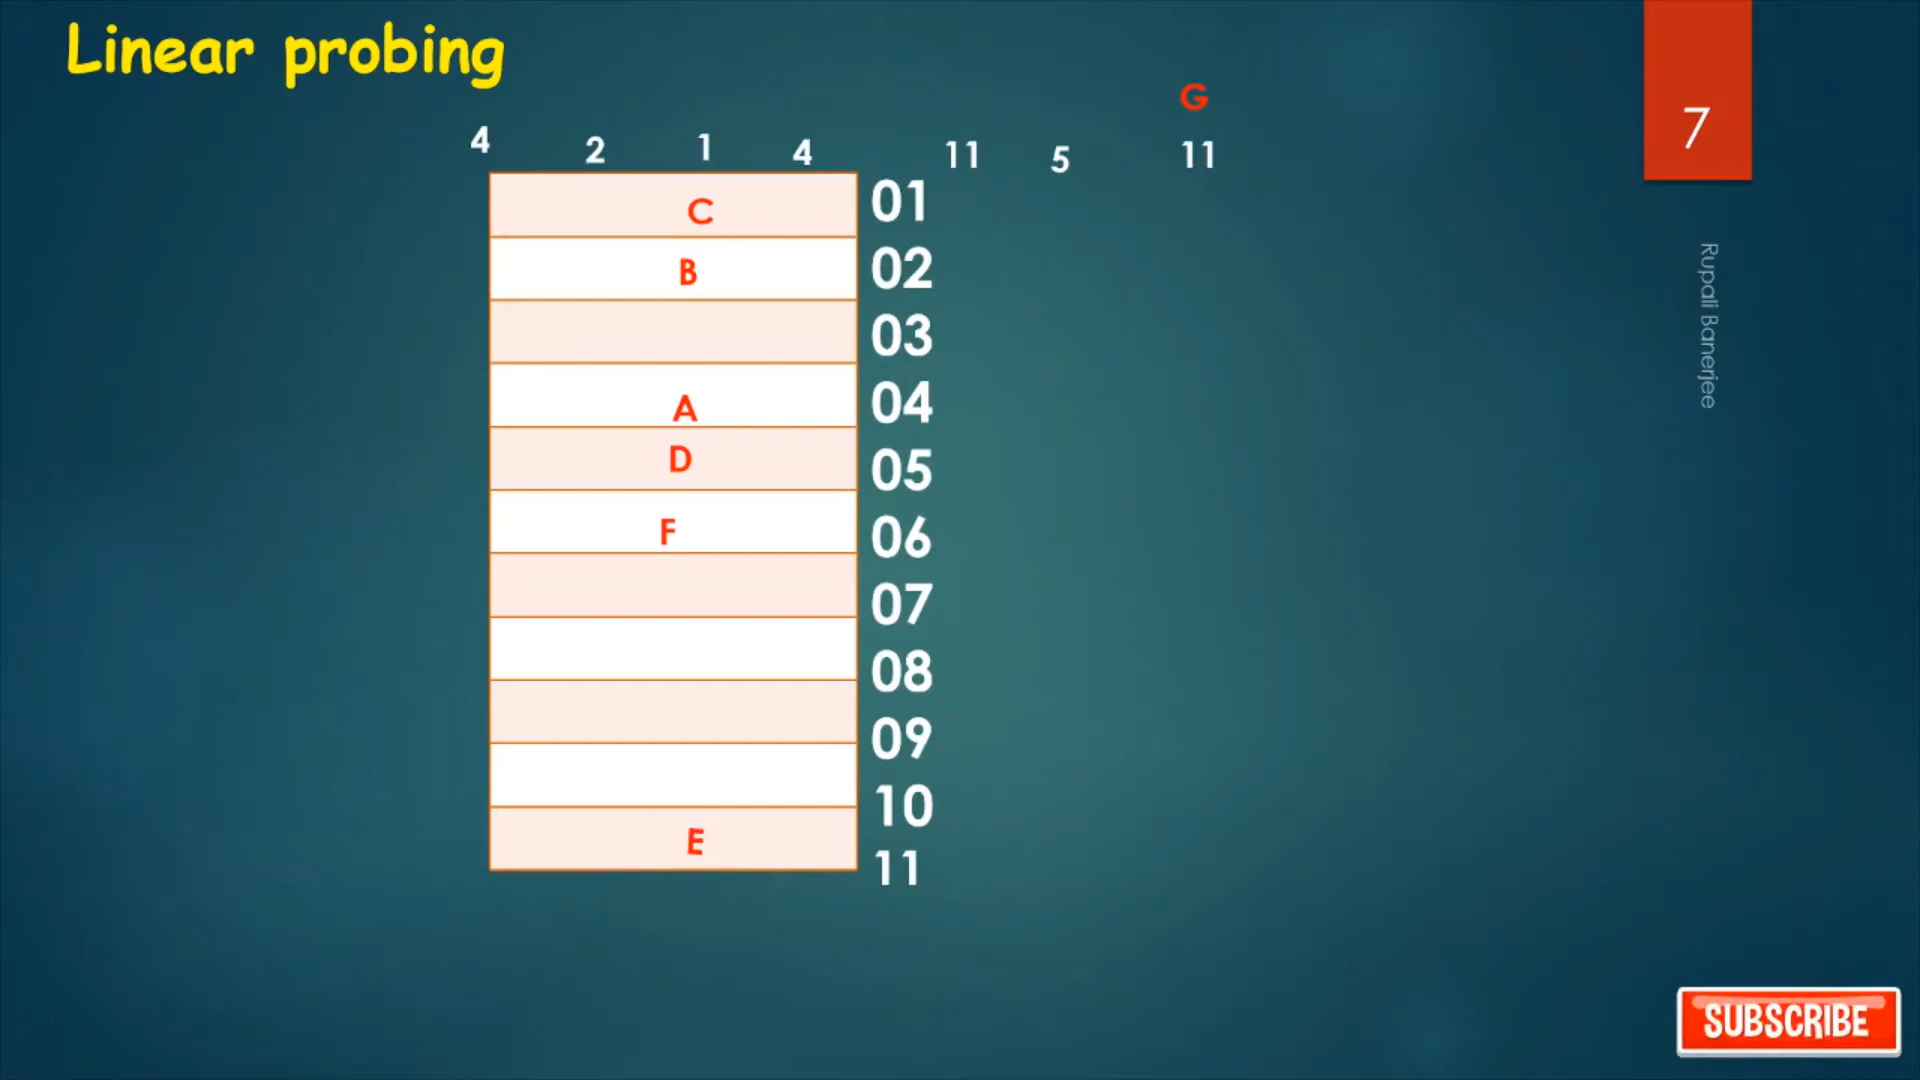 Linear probing
G
7
4 2 1 4 11 5 11
C 01
B 02
03
A 04
D 05
F 06
07
08
09
10
E 11
Rupali Banerjee
SUBSCRIBE